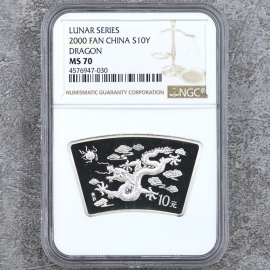 LUNAR SERIES
2000 FAN CHINA S10Y
DRAGON
MS 70
4576947-030
NUMISMATIC GUARANTY CORPORATION
NGC
10元